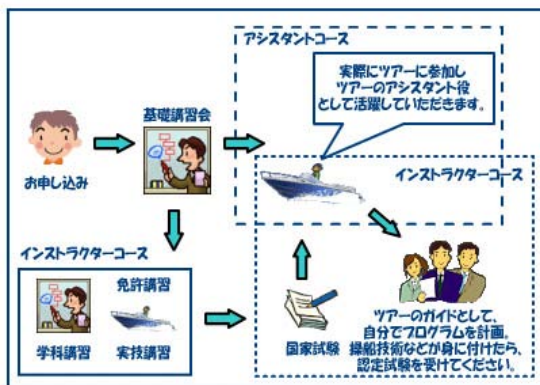 アシスタントコース
実際にツアーに参加し
ツアーのアシスタント役
として活躍していただきます。
基礎講習会
お申し込み
インストラクターコース
インストラクターコース
免許講習
学科講習
実技講習
国家試験
ツアーのガイドとして、
自分でプログラムを計画。
操船技術などが身に付けたら、
認定試験を受けてください。